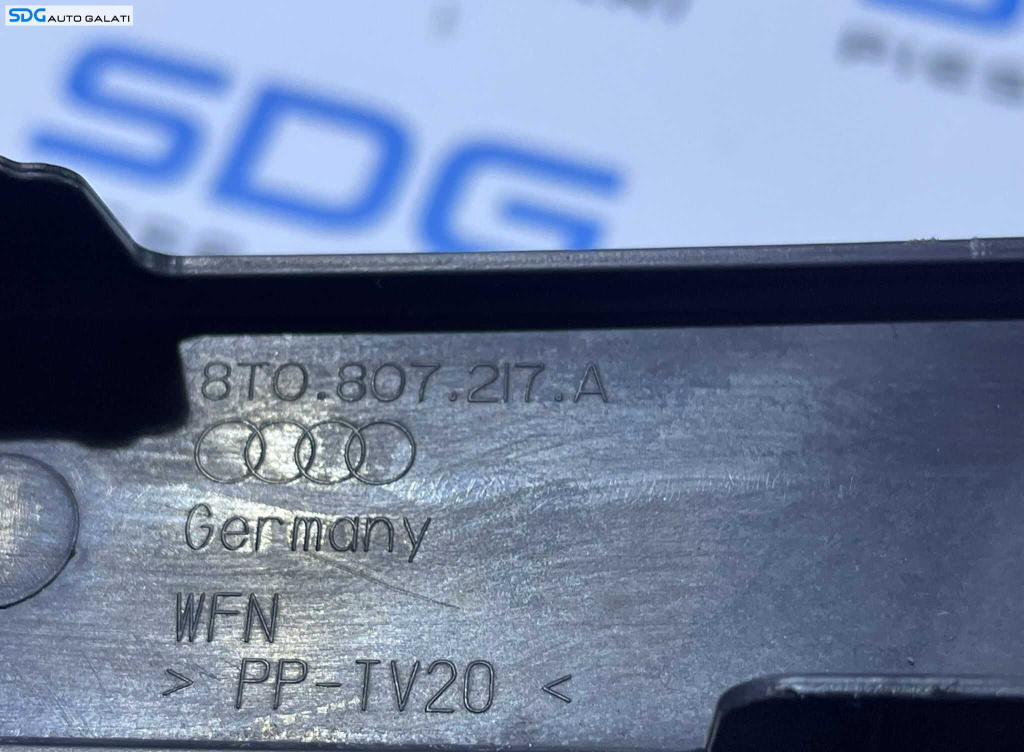 SDG AUTO GALATI
SDG
8T0.807.217.A
Germany
WFN
> PP-TV20 <